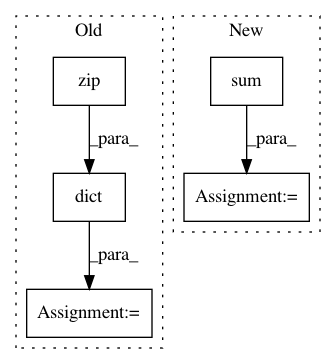 Old
New
zip
sum
_para_
_para_
dict
Assignment:=
_para_
Assignment:=